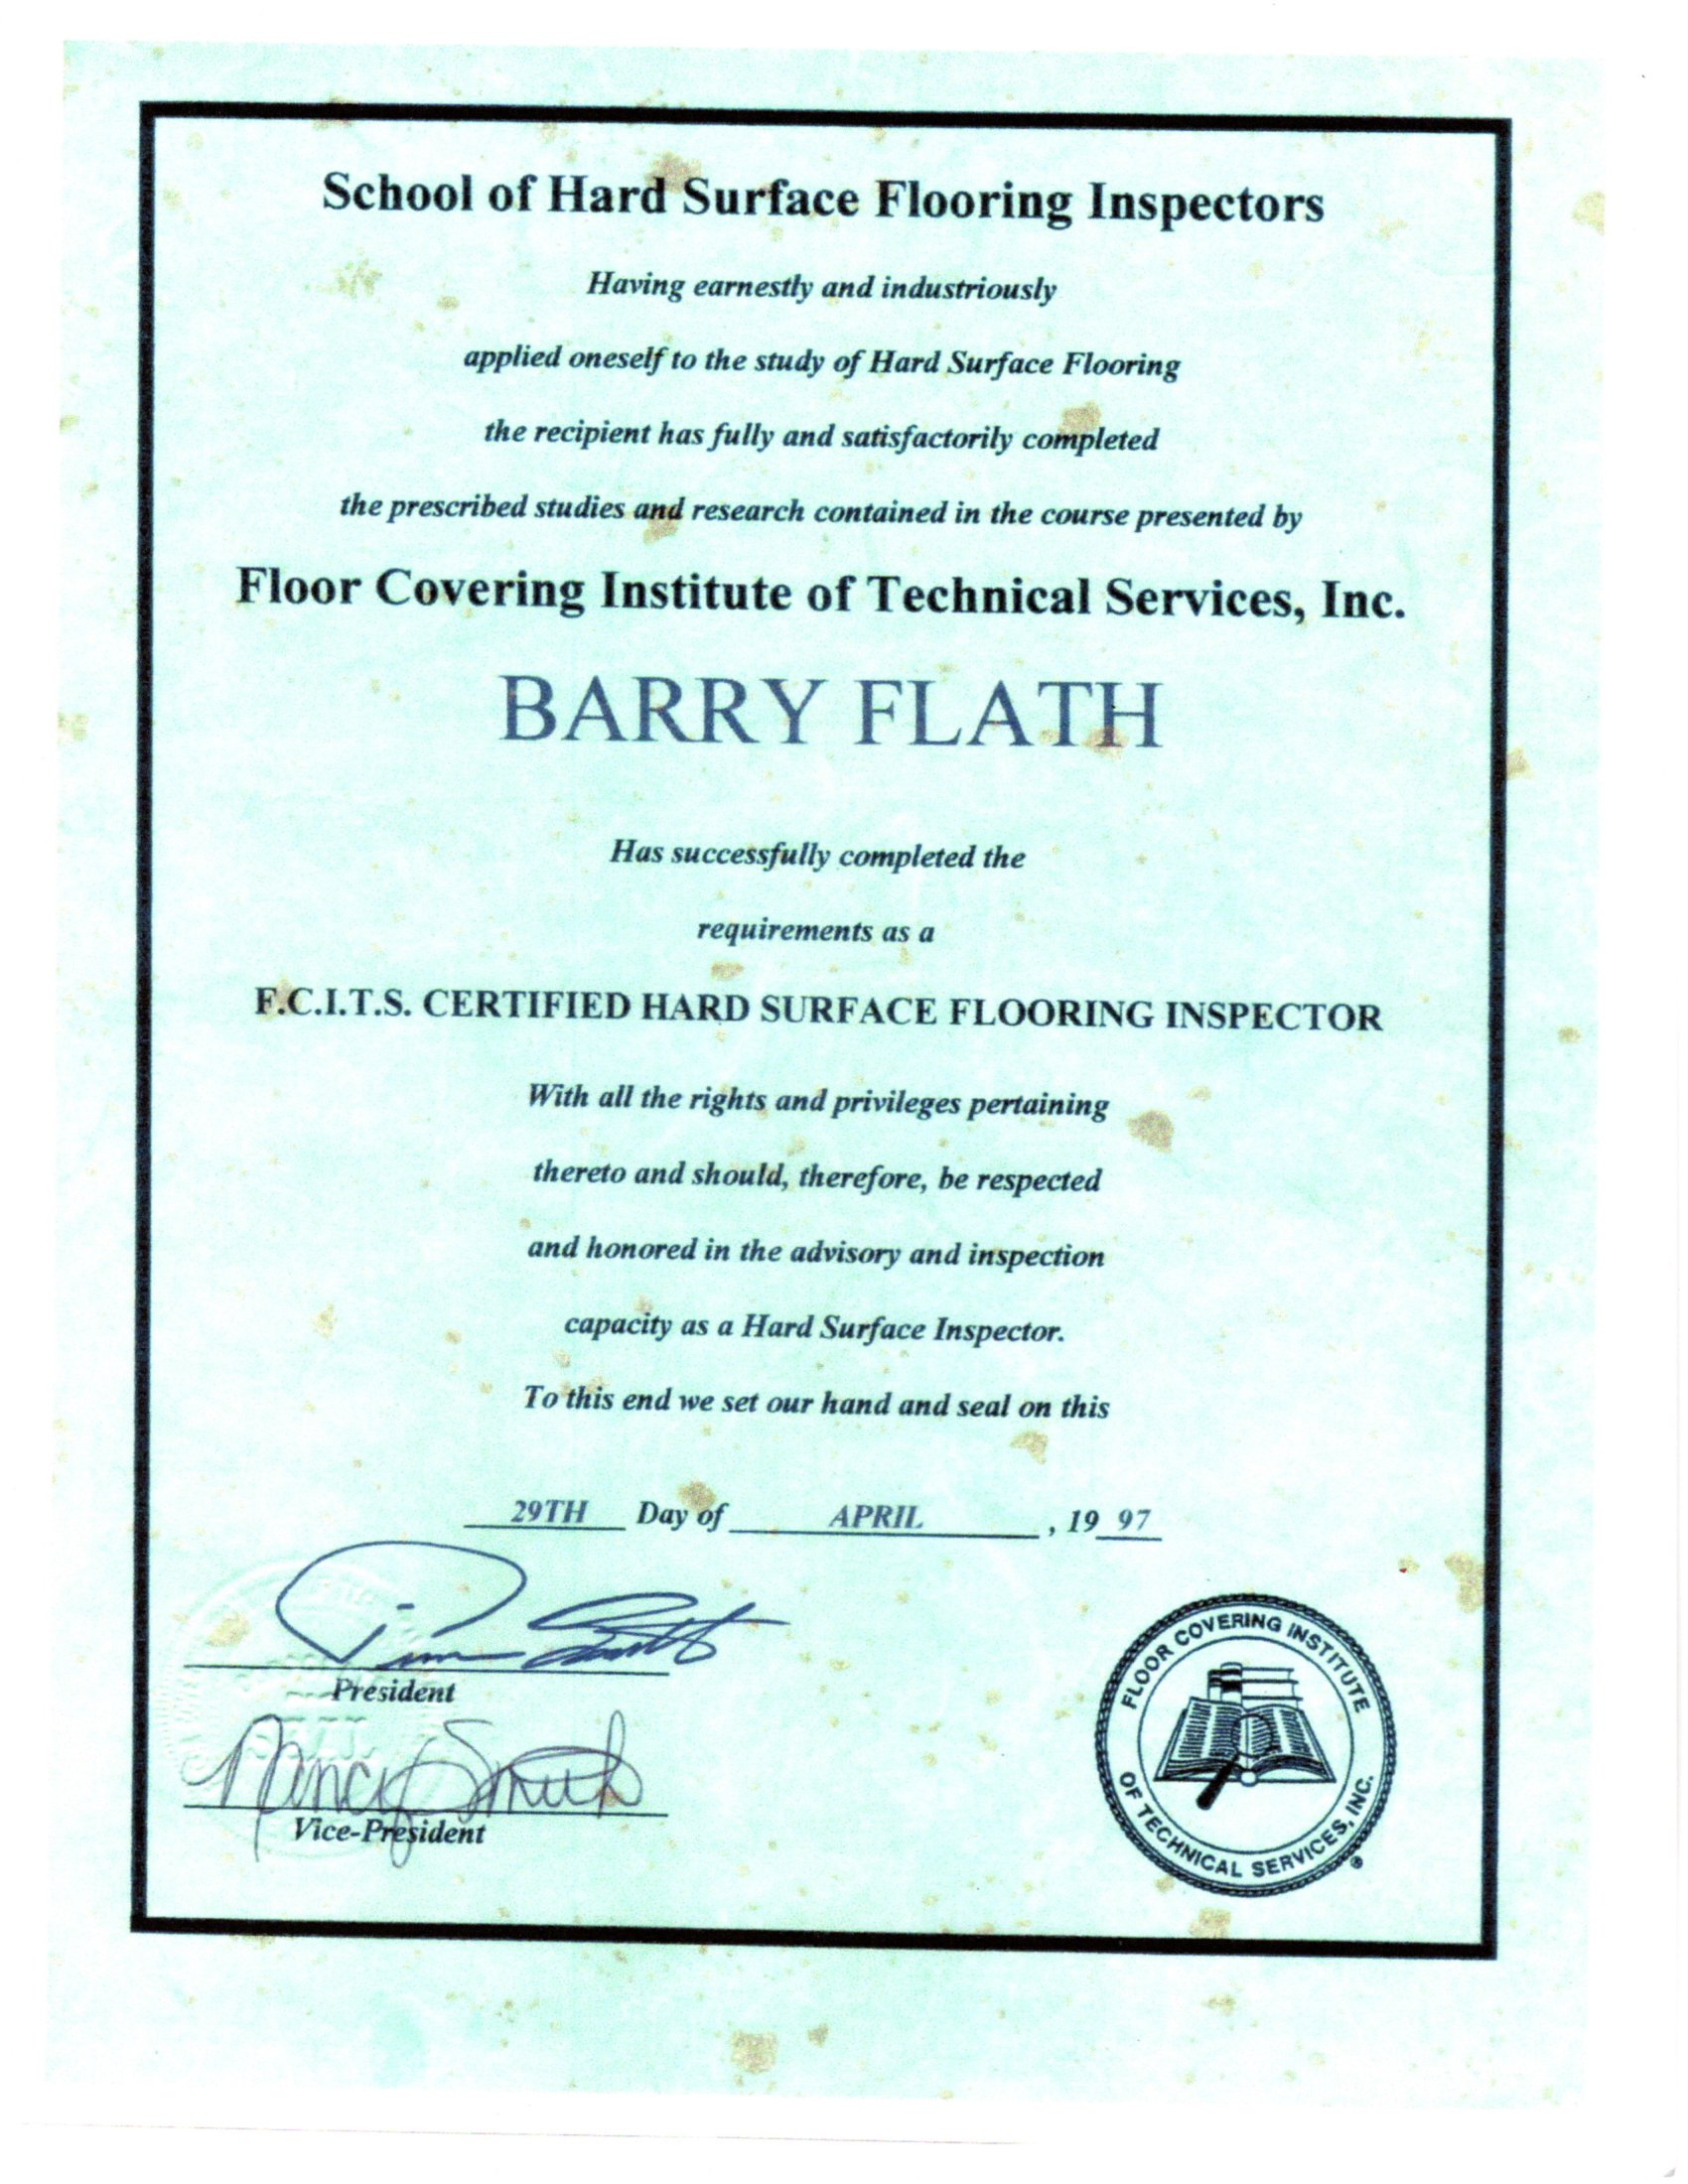 School of Hard Surface Flooring Inspectors
Having earnestly and industriously
applied oneself to the study of Hard Surface Flooring
the recipient has fully and satisfactorily completed
the prescribed studies and research contained in the course presented by
Floor Covering Institute of Technical Services, Inc.
BARRY FLATH
Has successfully completed the
requirements as a
F.C.I.T.S. CERTIFIED HARD SURFACE FLOORING INSPECTOR
With all the rights and privileges pertaining
thereto and should, therefore, be respected
and honored in the advisory and inspection
capacity as a Hard Surface Inspector.
To this end we set our hand and seal on this
29TH Day of APRIL, 19 97
President
Nancy Smith
Vice-President
FLOOR COVERING INSTITUTE
OF TECHNICAL SERVICES, INC.
®